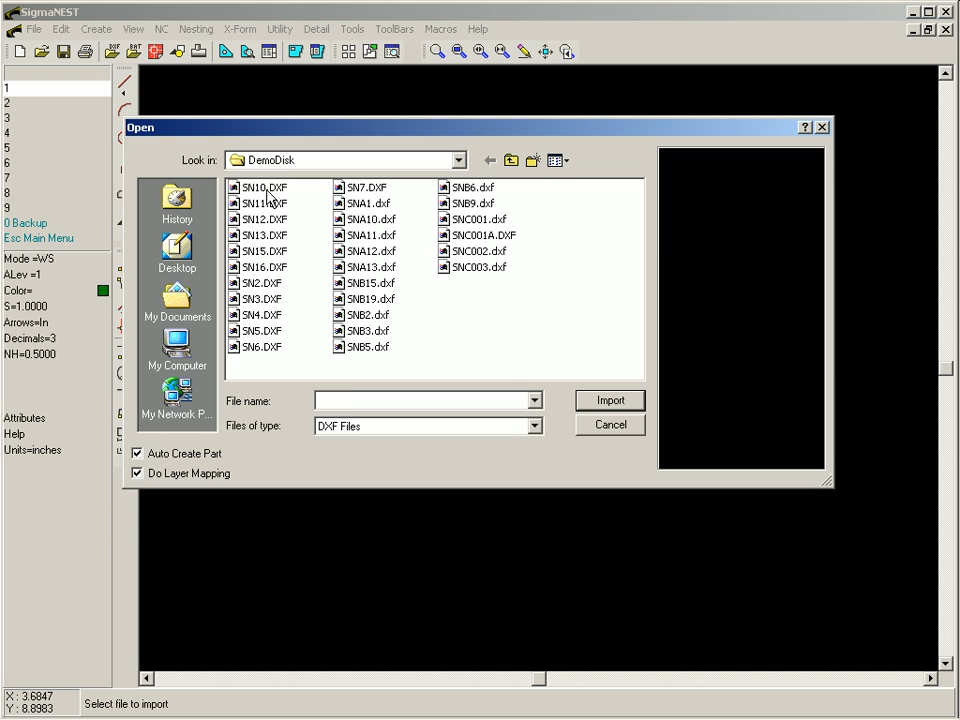 SigmaNEST
File Edit Create View NC Nesting X-Form Utility Detail Tools ToolBars Macros Help
1
2
3
4
5
6
7
8
9
0 Backup
Esc Main Menu
Mode =WS
ALev =1
Color=
S=1.0000
Arrows=In
Decimals=3
NH=0.5000
Attributes
Help
Units=inches
Open
Look in: DemoDisk
History
Desktop
My Documents
My Computer
My Network P...
SN10.DXF SN7.DXF SNB6.dxf
SN11.DXF SNA1.dxf SNB9.dxf
SN12.DXF SNA10.dxf SNC001.dxf
SN13.DXF SNA11.dxf SNC001A.DXF
SN15.DXF SNA12.dxf SNC002.dxf
SN16.DXF SNA13.dxf SNC003.dxf
SN2.DXF SNB15.dxf
SN3.DXF SNB19.dxf
SN4.DXF SNB2.dxf
SN5.DXF SNB3.dxf
SN6.DXF SNB5.dxf
File name: Import
Files of type: DXF Files Cancel
Auto Create Part
Do Layer Mapping
X : 3.6847
Y : 8.8983
Select file to import